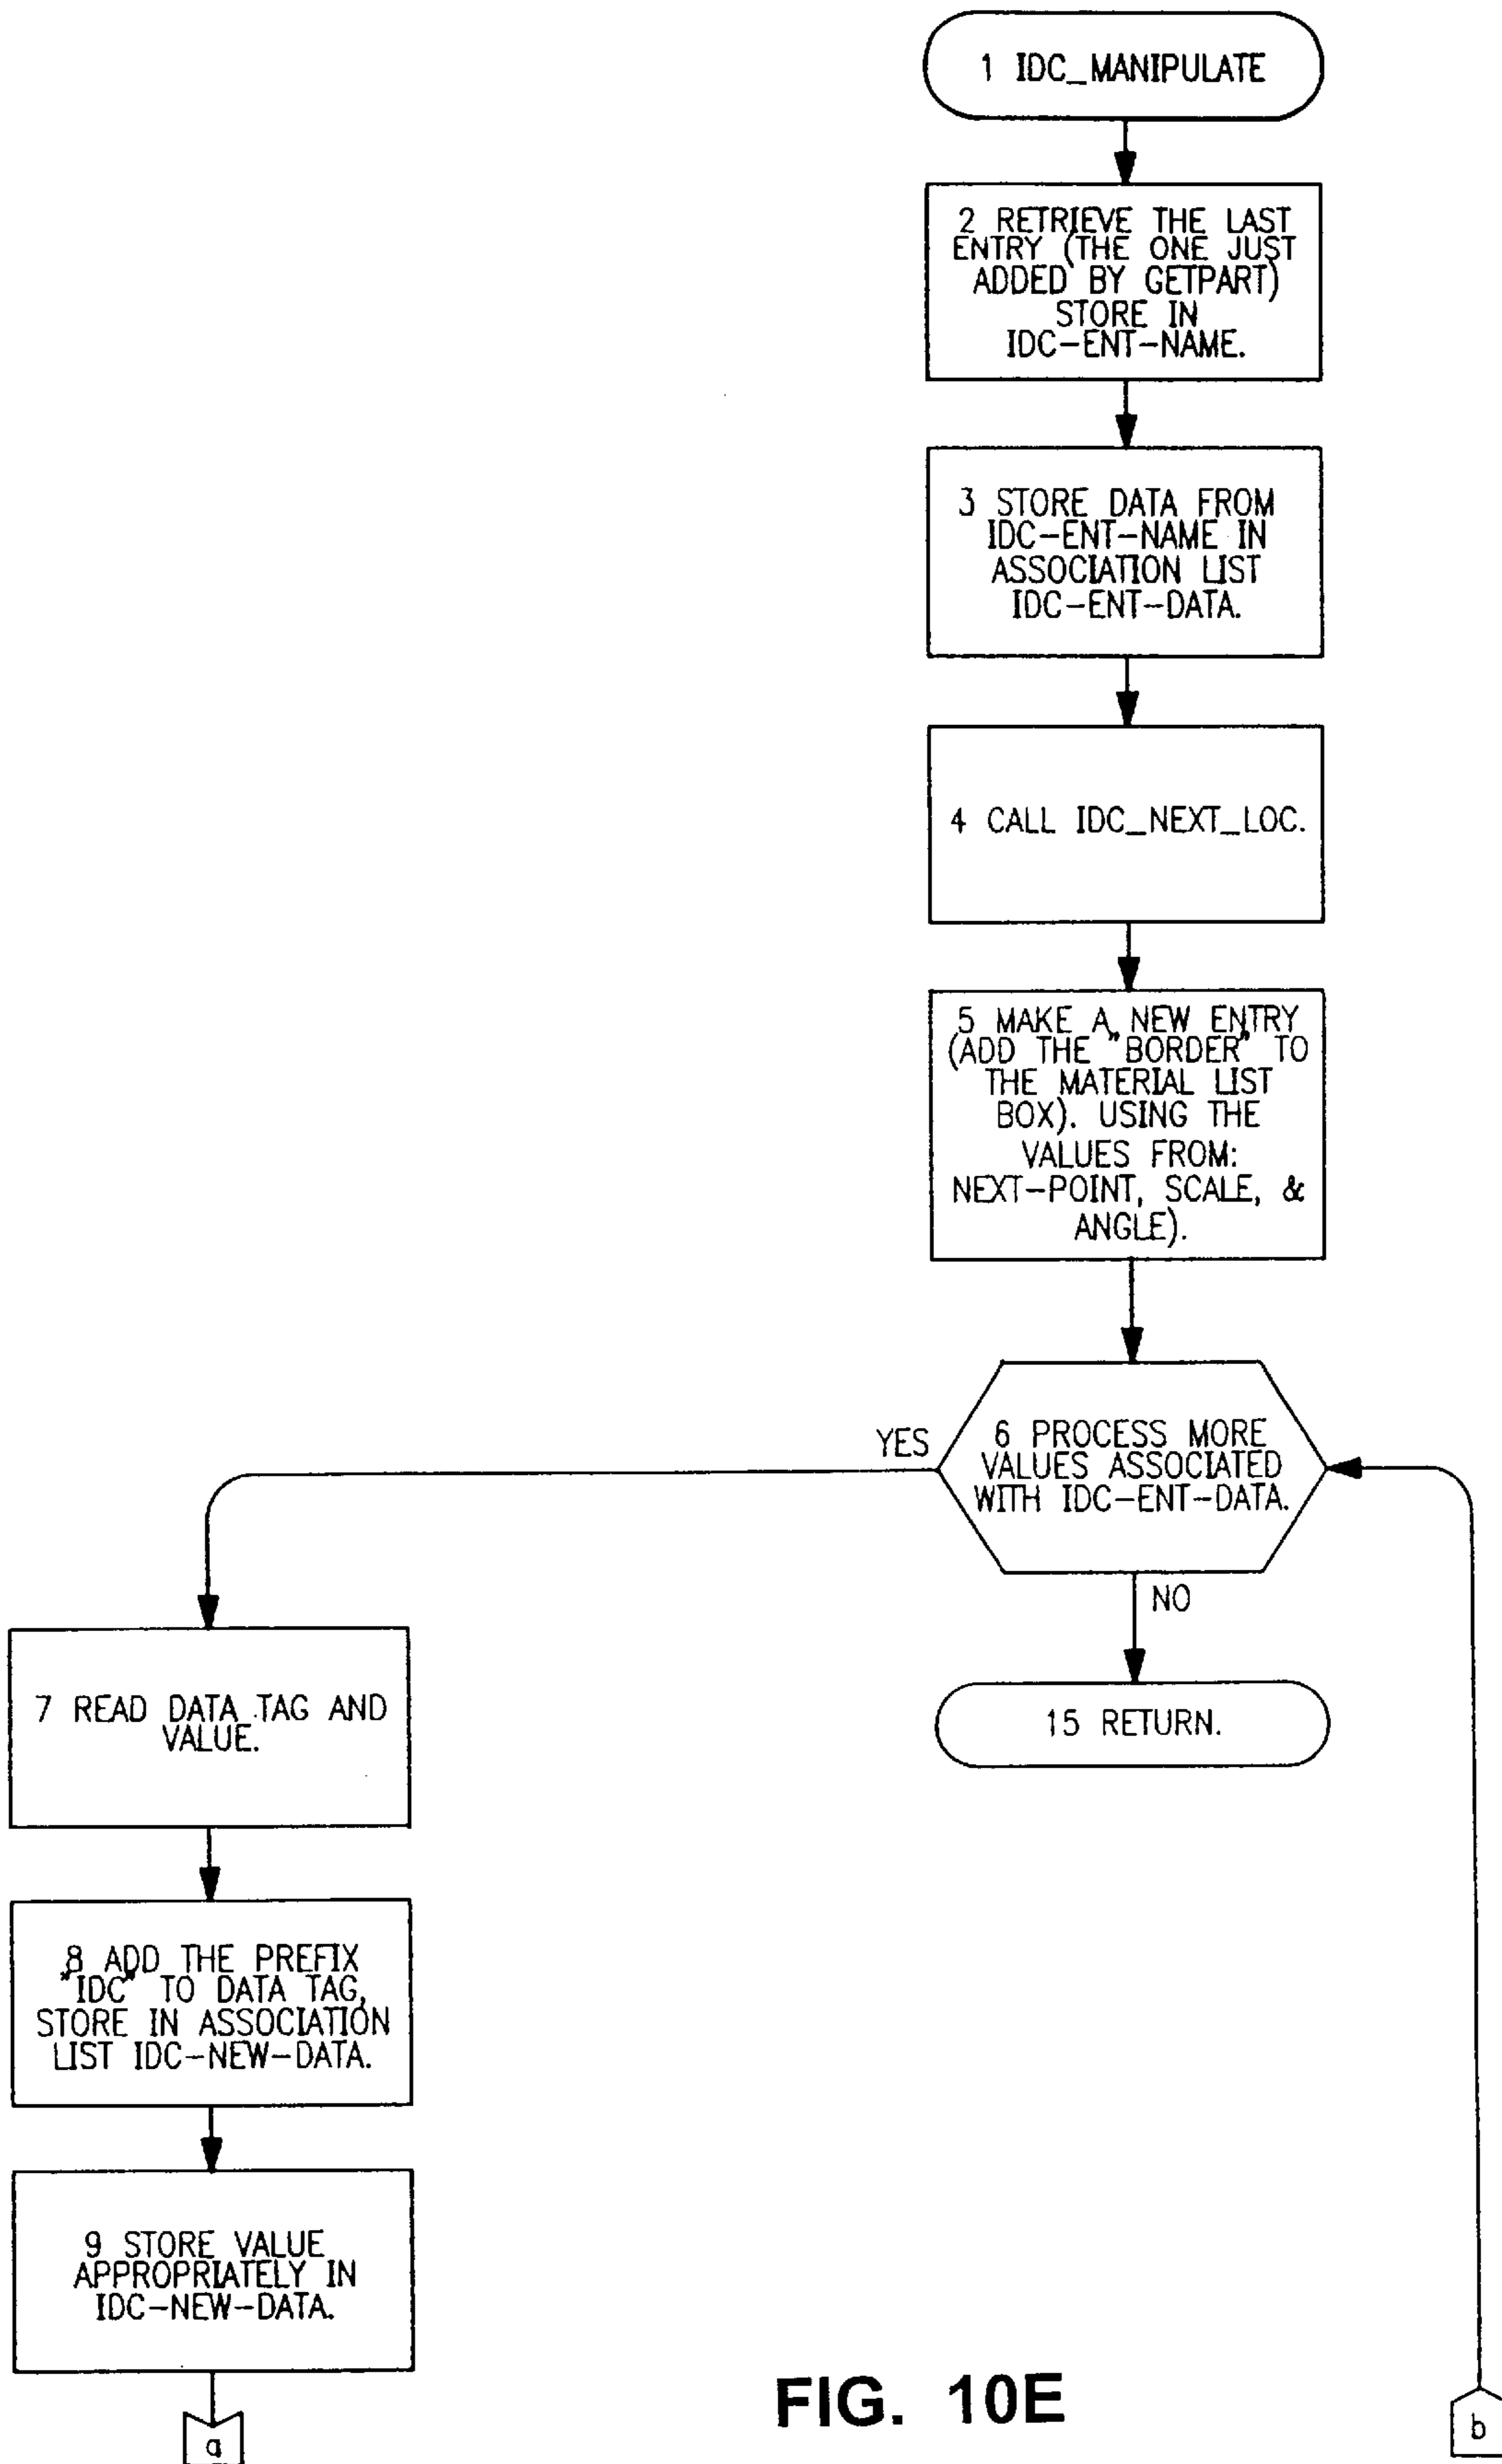 1 IDC_MANIPULATE
2 RETRIEVE THE LAST
ENTRY (THE ONE JUST
ADDED BY GETPART)
STORE IN
IDC-ENT-NAME.
3 STORE DATA FROM
IDC-ENT-NAME IN
ASSOCIATION LIST
IDC-ENT-DATA.
4 CALL IDC_NEXT_LOC.
5 MAKE A NEW ENTRY
(ADD THE "BORDER" TO
THE MATERIAL LIST
BOX). USING THE
VALUES FROM:
NEXT-POINT, SCALE, &
ANGLE).
6 PROCESS MORE
VALUES ASSOCIATED
WITH IDC-ENT-DATA.
YES
NO
15 RETURN.
7 READ DATA TAG AND
VALUE.
8 ADD THE PREFIX
"IDC" TO DATA TAG,
STORE IN ASSOCIATION
LIST IDC-NEW-DATA.
9 STORE VALUE
APPROPRIATELY IN
IDC-NEW-DATA.
a
b
FIG. 10E